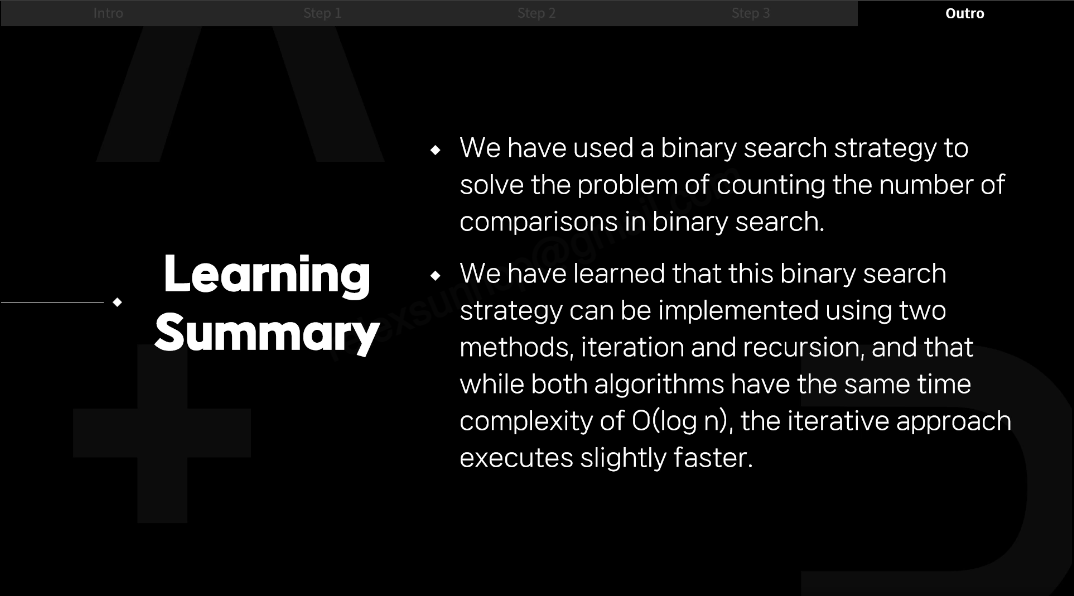 Intro
Step 1
Step 2
Step 3
Outro
Learning
Summary
We have used a binary search strategy to
solve the problem of counting the number of
comparisons in binary search.
We have learned that this binary search
strategy can be implemented using two
methods, iteration and recursion, and that
while both algorithms have the same time
complexity of O(log n), the iterative approach
executes slightly faster.